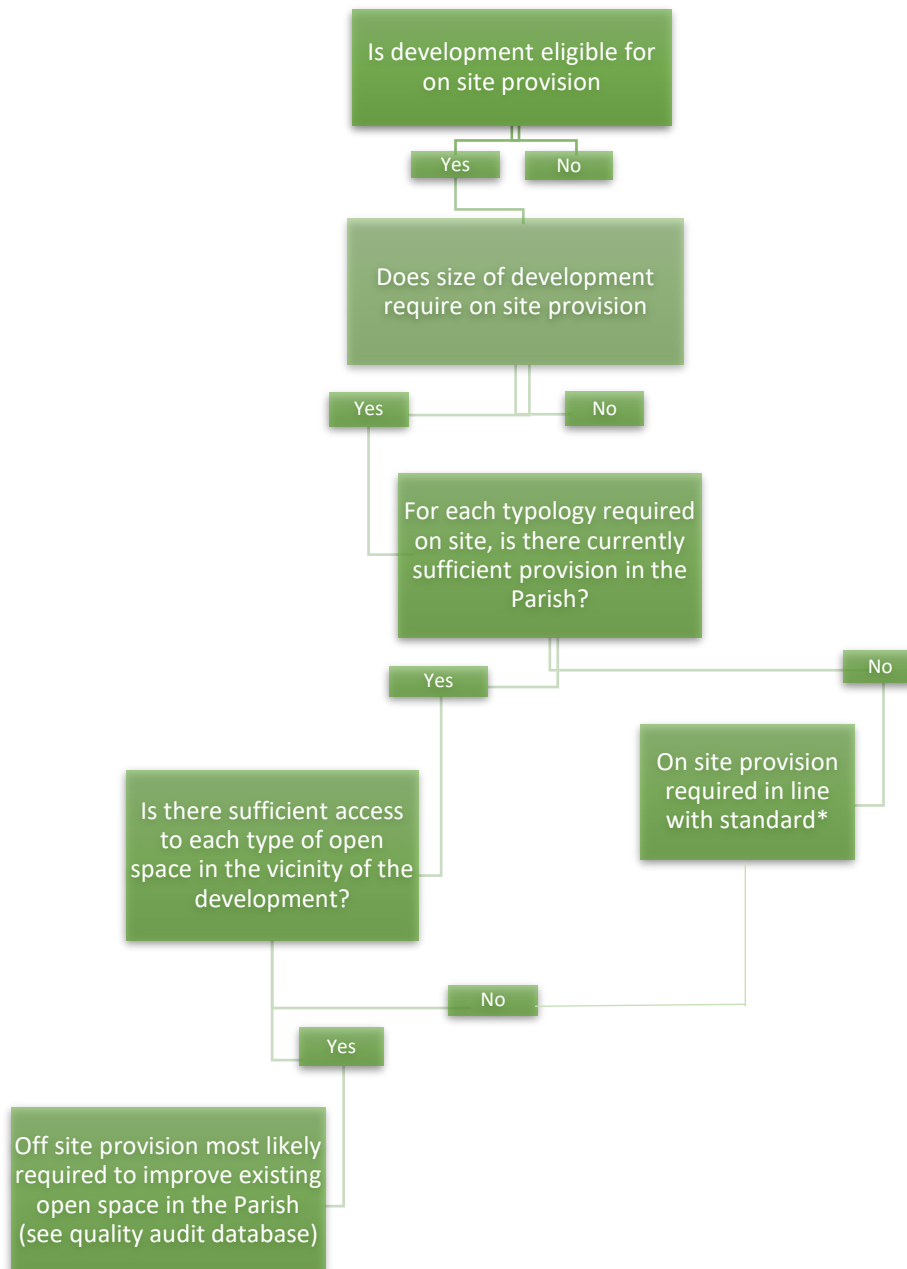 Is development eligible for
on site provision
Yes
No
Does size of development
require on site provision
Yes
No
For each typology required
on site, is there currently
sufficient provision in the
Parish?
Yes
No
On site provision
required in line
with standard*
Is there sufficient access
to each type of open
space in the vicinity of the
development?
No
Yes
Off site provision most likely
required to improve existing
open space in the Parish
(see quality audit database)